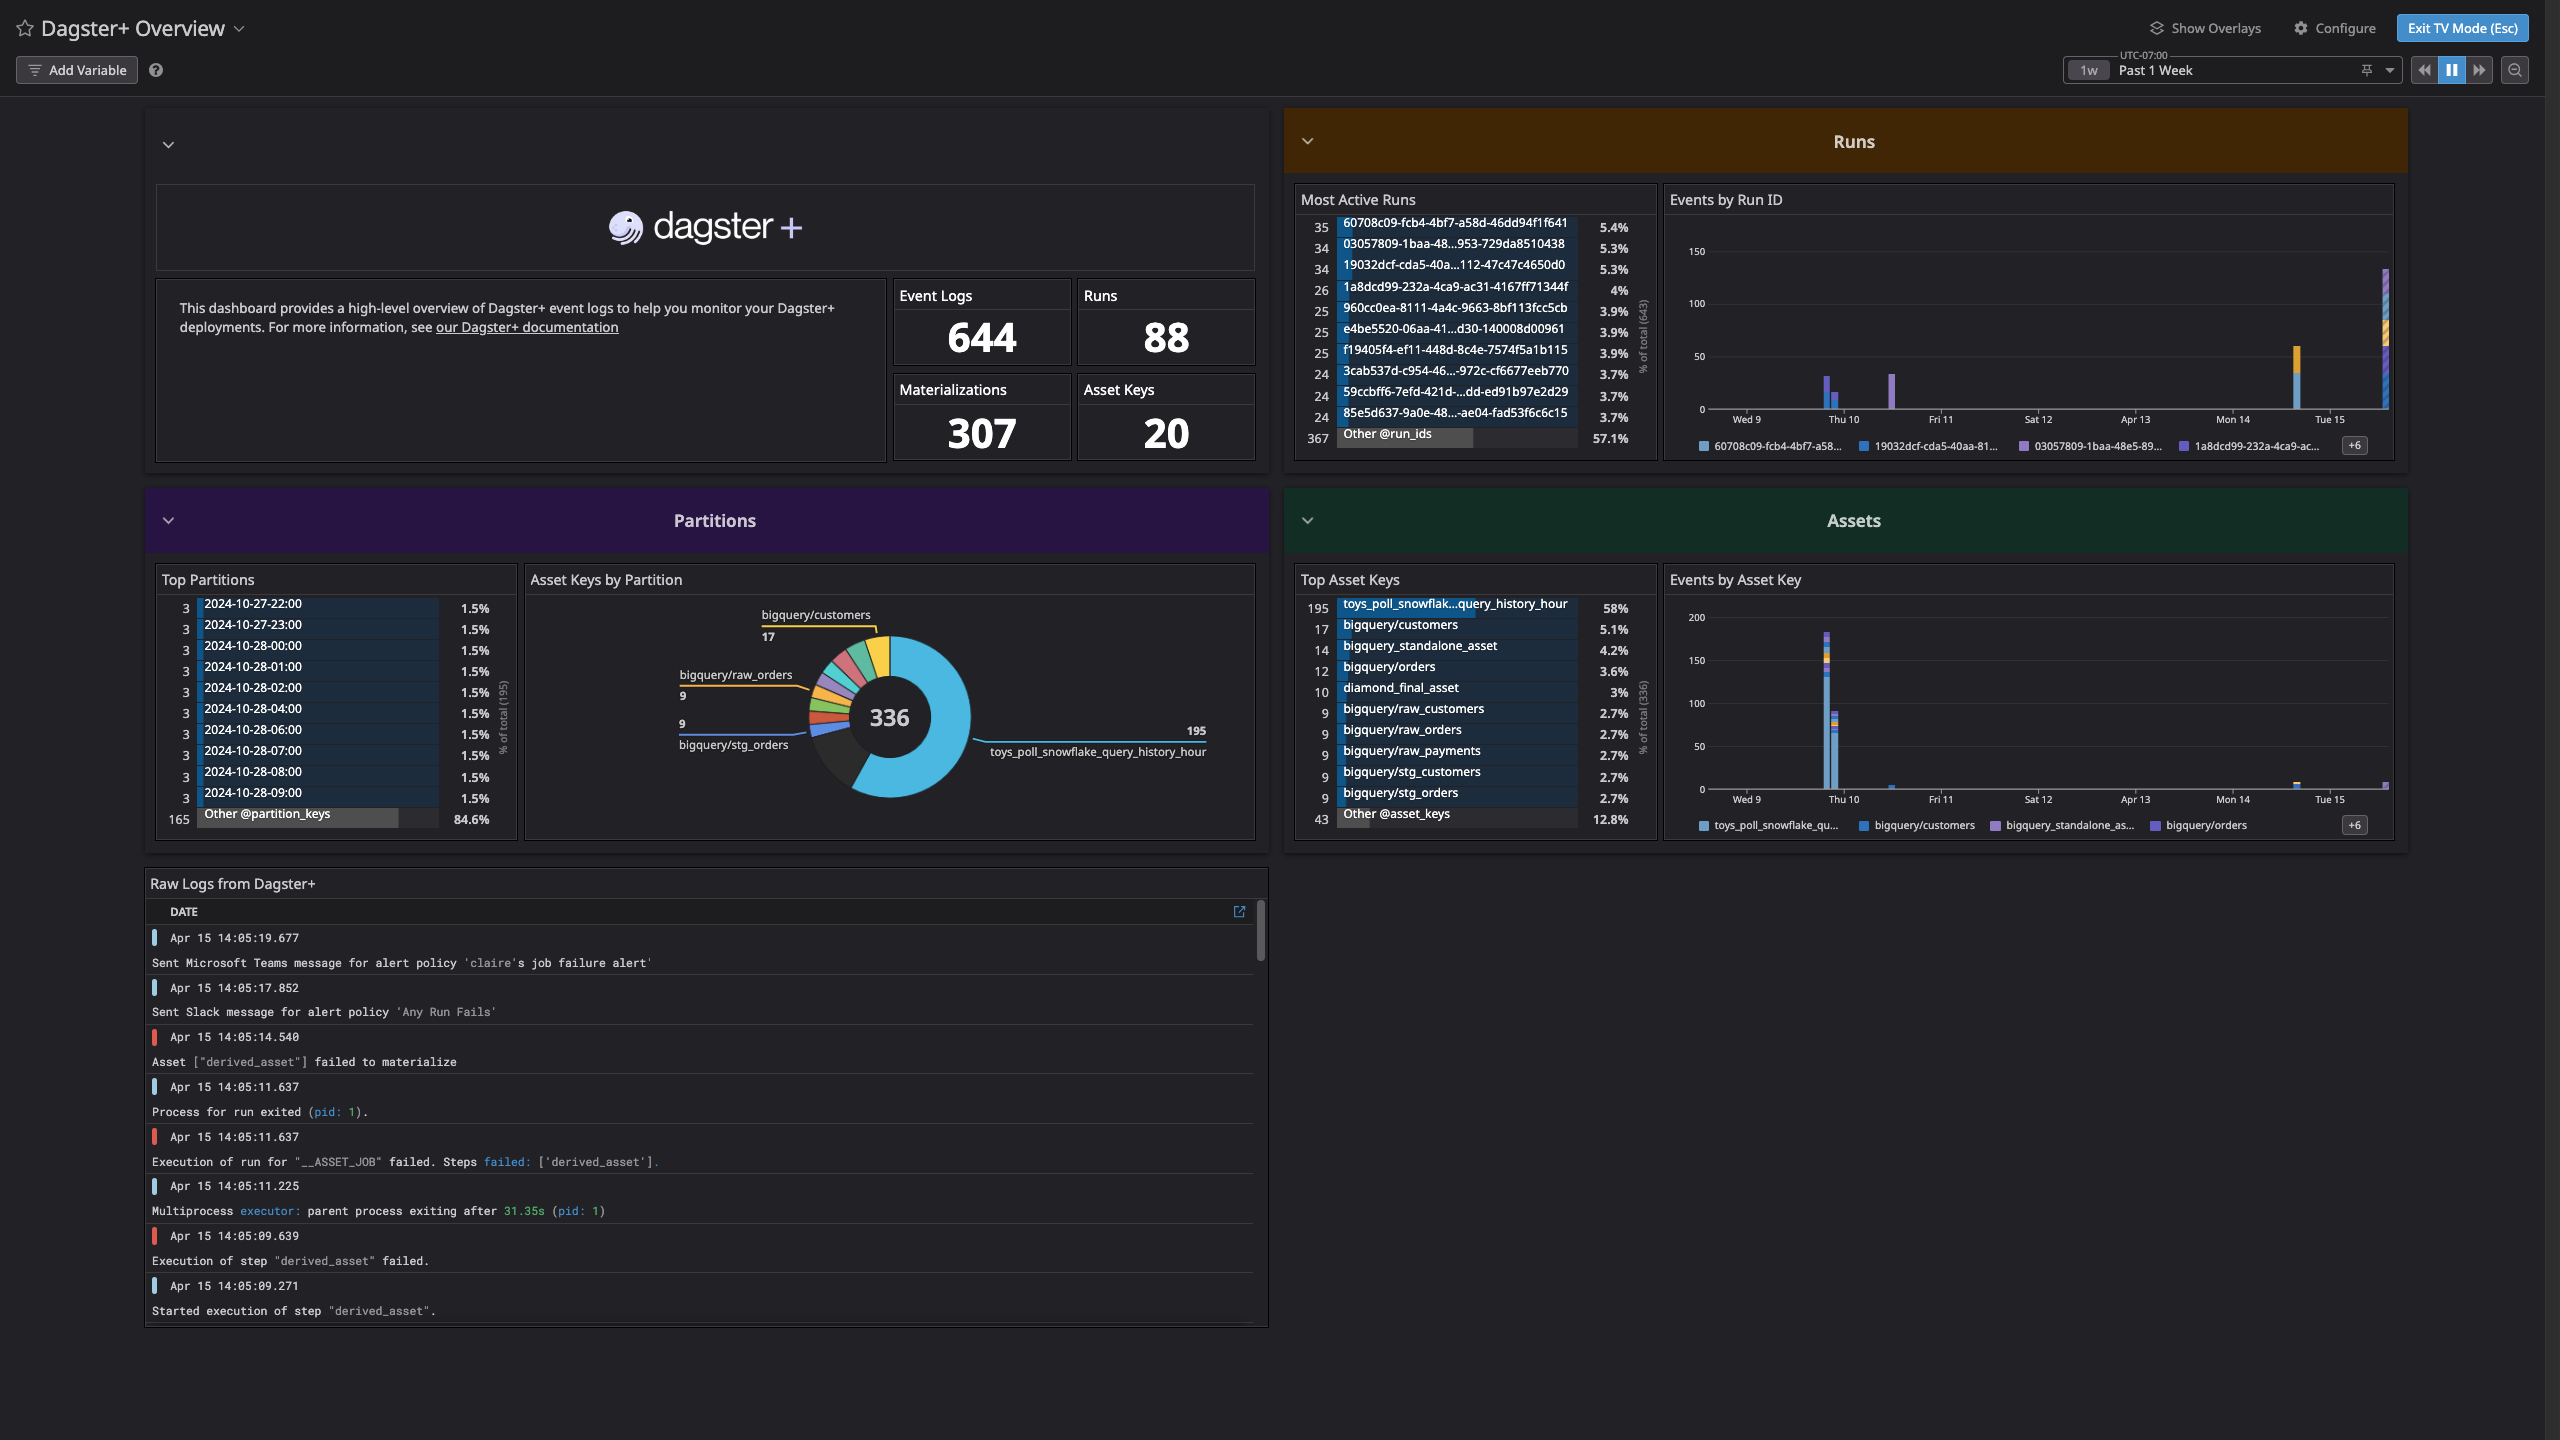 Dagster+ Overview
Show Overlays
Configure
Exit TV Mode (Esc)
Add Variable
UTC-07:00
1w
Past 1 Week
dagster +
This dashboard provides a high-level overview of Dagster+ event logs to help you monitor your Dagster+
deployments. For more information, see our Dagster+ documentation
Event Logs
644
Runs
88
Materializations
307
Asset Keys
20
Runs
Most Active Runs
35 60708c09-fcb4-4bf7-a58d-46dd94f1f641 5.4%
34 03057809-1baa-48...953-729da8510438 5.3%
34 19032dcf-cda5-40a...112-47c47c4650d0 5.3%
26 1a8dcd99-232a-4ca9-ac31-4167ff71344f 4%
25 960cc0ea-8111-4a4c-9663-8bf113fcc5cb 3.9%
25 e4be5520-06aa-41...d30-140008d00961 3.9%
25 f19405f4-ef11-448d-8c4e-7574f5a1b115 3.9%
24 3cab537d-c954-46...-972c-cf6677eeb770 3.7%
24 59ccbff6-7efd-421d-...dd-ed91b97e2d29 3.7%
24 85e5d637-9a0e-48...-ae04-fad53f6c6c15 3.7%
367 Other @run_ids 57.1%
% of total (643)
Events by Run ID
150
100
50
0
Wed 9 Thu 10 Fri 11 Sat 12 Apr 13 Mon 14 Tue 15
60708c09-fcb4-4bf7-a58... 19032dcf-cda5-40aa-81... 03057809-1baa-48e5-89... 1a8dcd99-232a-4ca9-ac... +6
Partitions
Top Partitions
3 2024-10-27-22:00 1.5%
3 2024-10-27-23:00 1.5%
3 2024-10-28-00:00 1.5%
3 2024-10-28-01:00 1.5%
3 2024-10-28-02:00 1.5%
3 2024-10-28-04:00 1.5%
3 2024-10-28-06:00 1.5%
3 2024-10-28-07:00 1.5%
3 2024-10-28-08:00 1.5%
3 2024-10-28-09:00 1.5%
165 Other @partition_keys 84.6%
% of total (195)
Asset Keys by Partition
bigquery/customers
17
bigquery/raw_orders
9
9
bigquery/stg_orders
336
195
toys_poll_snowflake_query_history_hour
Assets
Top Asset Keys
195 toys_poll_snowflak...query_history_hour 58%
17 bigquery/customers 5.1%
14 bigquery_standalone_asset 4.2%
12 bigquery/orders 3.6%
10 diamond_final_asset 3%
9 bigquery/raw_customers 2.7%
9 bigquery/raw_orders 2.7%
9 bigquery/raw_payments 2.7%
9 bigquery/stg_customers 2.7%
9 bigquery/stg_orders 2.7%
43 Other @asset_keys 12.8%
% of total (336)
Events by Asset Key
200
150
100
50
0
Wed 9 Thu 10 Fri 11 Sat 12 Apr 13 Mon 14 Tue 15
toys_poll_snowflake_qu... bigquery/customers bigquery_standalone_as... bigquery/orders +6
Raw Logs from Dagster+
DATE
Apr 15 14:05:19.677
Sent Microsoft Teams message for alert policy 'claire's job failure alert'
Apr 15 14:05:17.852
Sent Slack message for alert policy 'Any Run Fails'
Apr 15 14:05:14.540
Asset ["derived_asset"] failed to materialize
Apr 15 14:05:11.637
Process for run exited (pid: 1).
Apr 15 14:05:11.637
Execution of run for "__ASSET_JOB" failed. Steps failed: ['derived_asset'].
Apr 15 14:05:11.225
Multiprocess executor: parent process exiting after 31.35s (pid: 1)
Apr 15 14:05:09.639
Execution of step "derived_asset" failed.
Apr 15 14:05:09.271
Started execution of step "derived_asset".